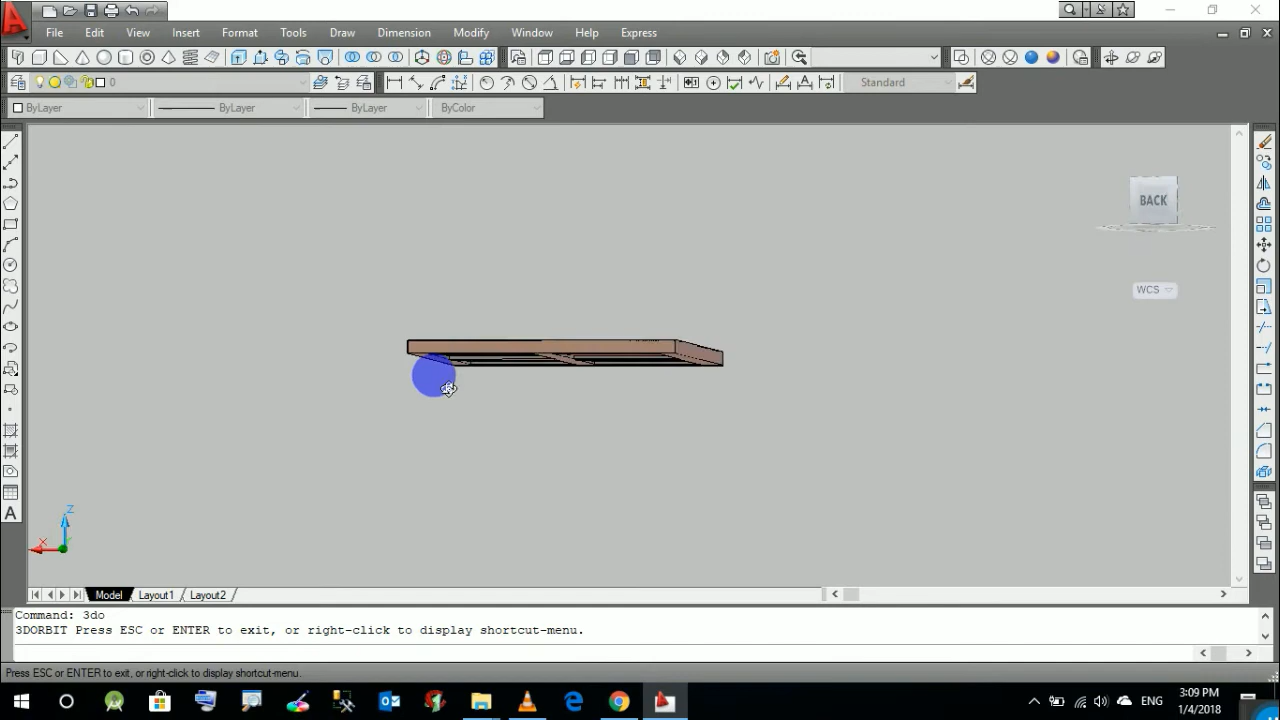 File Edit View Insert Format Tools Draw Dimension Modify Window Help Express
0 Standard
ByLayer ByLayer ByLayer ByColor
BACK
WCS
Z
X
A
Model Layout1 Layout2
Command: 3do
3DORBIT Press ESC or ENTER to exit, or right-click to display shortcut-menu.
Press ESC or ENTER to exit, or right-click to display shortcut-menu.
ENG
3:09 PM
1/4/2018